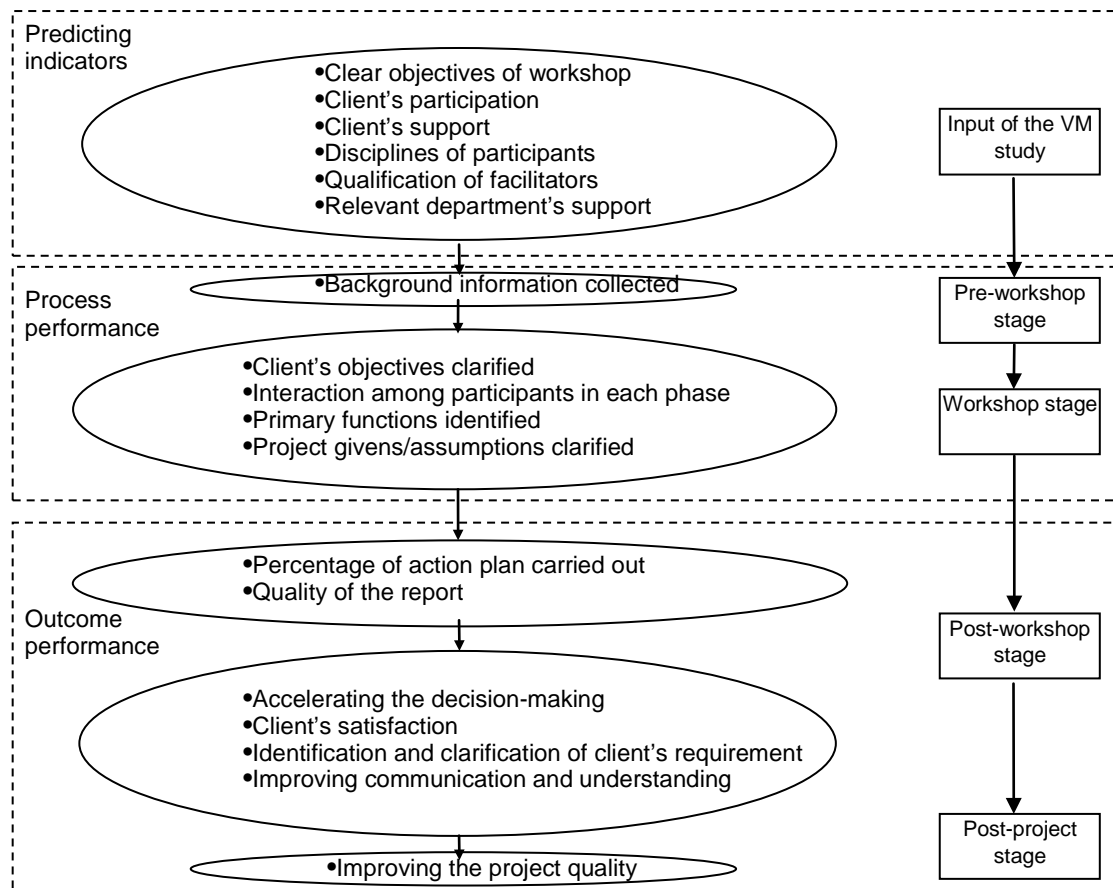 Predicting
indicators
•Clear objectives of workshop
•Client's participation
•Client's support
•Disciplines of participants
•Qualification of facilitators
•Relevant department's support
Input of the VM
study
Process
performance
•Background information collected
Pre-workshop
stage
•Client's objectives clarified
•Interaction among participants in each phase
•Primary functions identified
•Project givens/assumptions clarified
Workshop stage
Outcome
performance
•Percentage of action plan carried out
•Quality of the report
Post-workshop
stage
•Accelerating the decision-making
•Client's satisfaction
•Identification and clarification of client's requirement
•Improving communication and understanding
•Improving the project quality
Post-project
stage